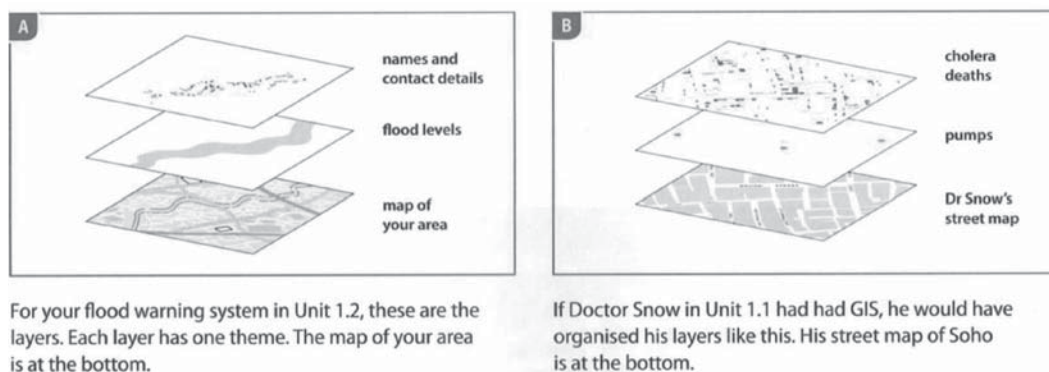 A
names and
contact details
flood levels
map of
your area
For your flood warning system in Unit 1.2, these are the
layers. Each layer has one theme. The map of your area
is at the bottom.
B
cholera
deaths
pumps
Dr Snow's
street map
If Doctor Snow in Unit 1.1 had had GIS, he would have
organised his layers like this. His street map of Soho
is at the bottom.